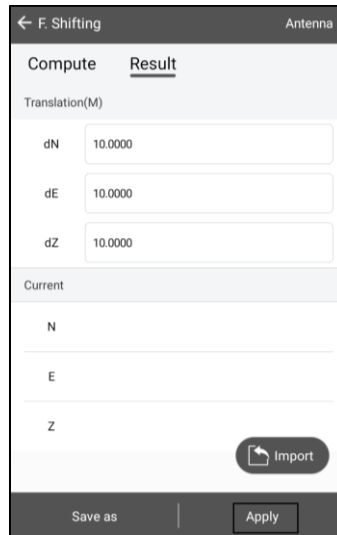 F. Shifting Antenna
Compute Result
Translation(M)
dN 10.0000
dE 10.0000
dZ 10.0000
Current
N
E
Z
Import
Save as Apply